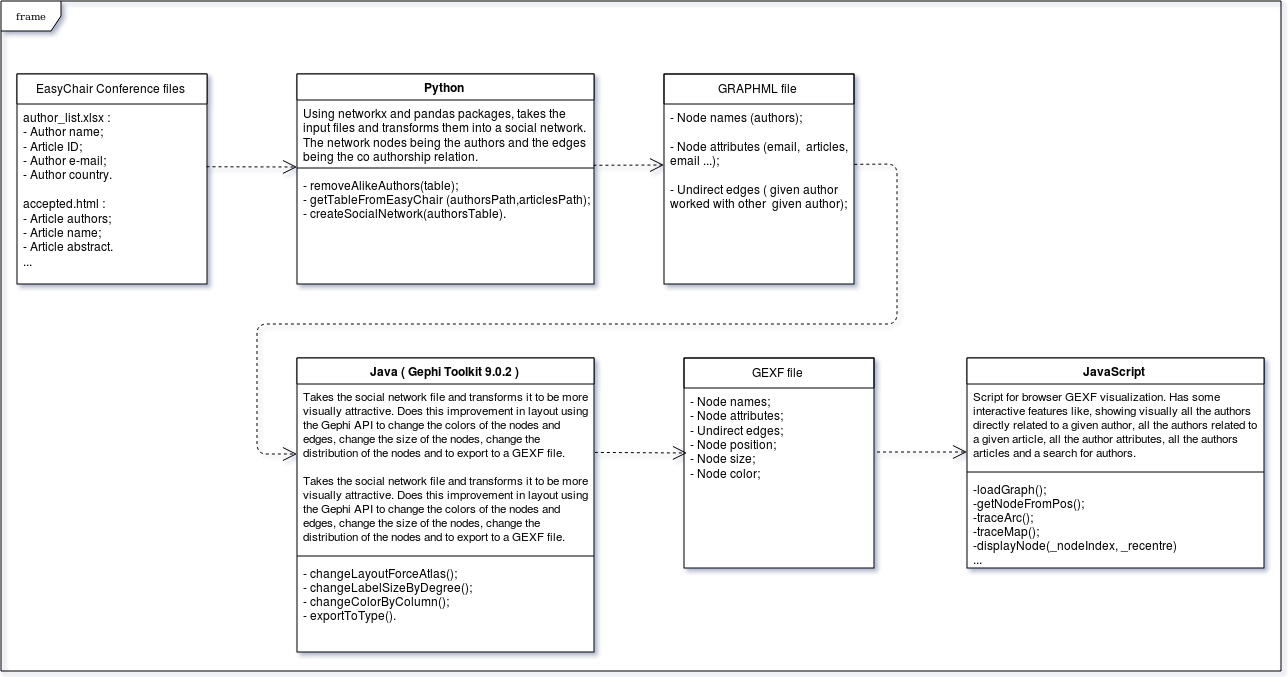 frame
EasyChair Conference files
author_list.xlsx :
- Author name;
- Article ID;
- Author e-mail;
- Author country.
accepted.html :
- Article authors;
- Article name;
- Article abstract.
...
Python
Using networkx and pandas packages, takes the
input files and transforms them into a social network.
The network nodes being the authors and the edges
being the co authorship relation.
- removeAlikeAuthors(table);
- getTableFromEasyChair (authorsPath,articlesPath);
- createSocialNetwork(authorsTable).
GRAPHML file
- Node names (authors);
- Node attributes (email, articles,
email ...);
- Undirect edges ( given author
worked with other given author);
Java ( Gephi Toolkit 9.0.2 )
Takes the social network file and transforms it to be more
visually attractive. Does this improvement in layout using
the Gephi API to change the colors of the nodes and
edges, change the size of the nodes, change the
distribution of the nodes and to export to a GEXF file.
Takes the social network file and transforms it to be more
visually attractive. Does this improvement in layout using
the Gephi API to change the colors of the nodes and
edges, change the size of the nodes, change the
distribution of the nodes and to export to a GEXF file.
- changeLayoutForceAtlas();
- changeLabelSizeByDegree();
- changeColorByColumn();
- exportToType().
GEXF file
- Node names;
- Node attributes;
- Undirect edges;
- Node position;
- Node size;
- Node color;
JavaScript
Script for browser GEXF visualization. Has some
interactive features like, showing visually all the authors
directly related to a given author, all the authors related to
a given article, all the author attributes, all the authors
articles and a search for authors.
-loadGraph();
-getNodeFromPos();
-traceArc();
-traceMap();
-displayNode(_nodeIndex, _recentre)
...